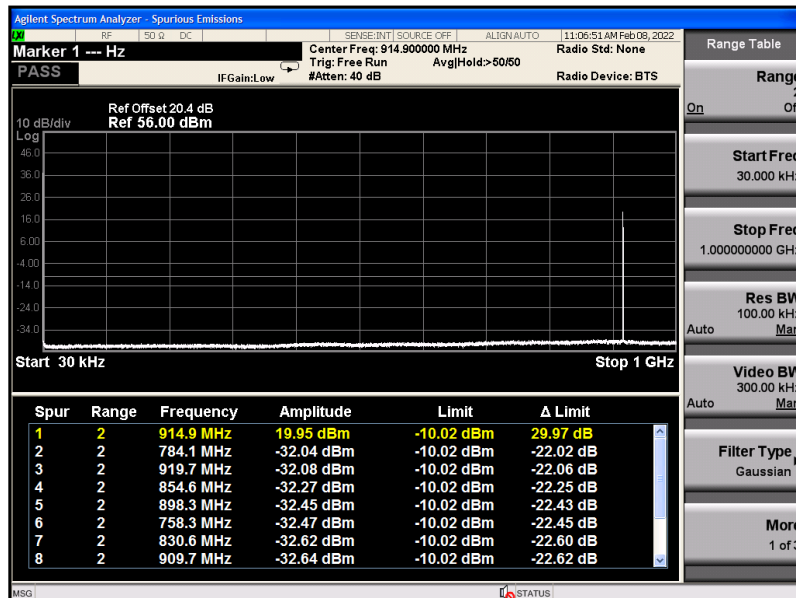 Agilent Spectrum Analyzer - Spurious Emissions
LXI RF 50 Ω DC SENSE:INT SOURCE OFF ALIGNAUTO 11:06:51 AM Feb 08, 2022
Marker 1 --- Hz
Center Freq: 914.900000 MHz
Radio Std: None
PASS
Trig: Free Run Avg|Hold:>50/50
IFGain:Low
#Atten: 40 dB
Radio Device: BTS
Ref Offset 20.4 dB
10 dB/div Ref 56.00 dBm
Log
46.0
36.0
26.0
16.0
6.00
-4.00
-14.0
-24.0
-34.0
Start 30 kHz Stop 1 GHz
Spur Range Frequency Amplitude Limit Δ Limit
1 2 914.9 MHz 19.95 dBm -10.02 dBm 29.97 dB
2 2 784.1 MHz -32.04 dBm -10.02 dBm -22.02 dB
3 2 919.7 MHz -32.08 dBm -10.02 dBm -22.06 dB
4 2 854.6 MHz -32.27 dBm -10.02 dBm -22.25 dB
5 2 898.3 MHz -32.45 dBm -10.02 dBm -22.43 dB
6 2 758.3 MHz -32.47 dBm -10.02 dBm -22.45 dB
7 2 830.6 MHz -32.62 dBm -10.02 dBm -22.60 dB
8 2 909.7 MHz -32.64 dBm -10.02 dBm -22.62 dB
MSG STATUS
Range Table
Range
On Of
Start Freq
30.000 kHz
Stop Freq
1.000000000 GH
Res BW
100.00 kHz
Auto Man
Video BW
300.00 kHz
Auto Man
Filter Type
Gaussian
More
1 of 3